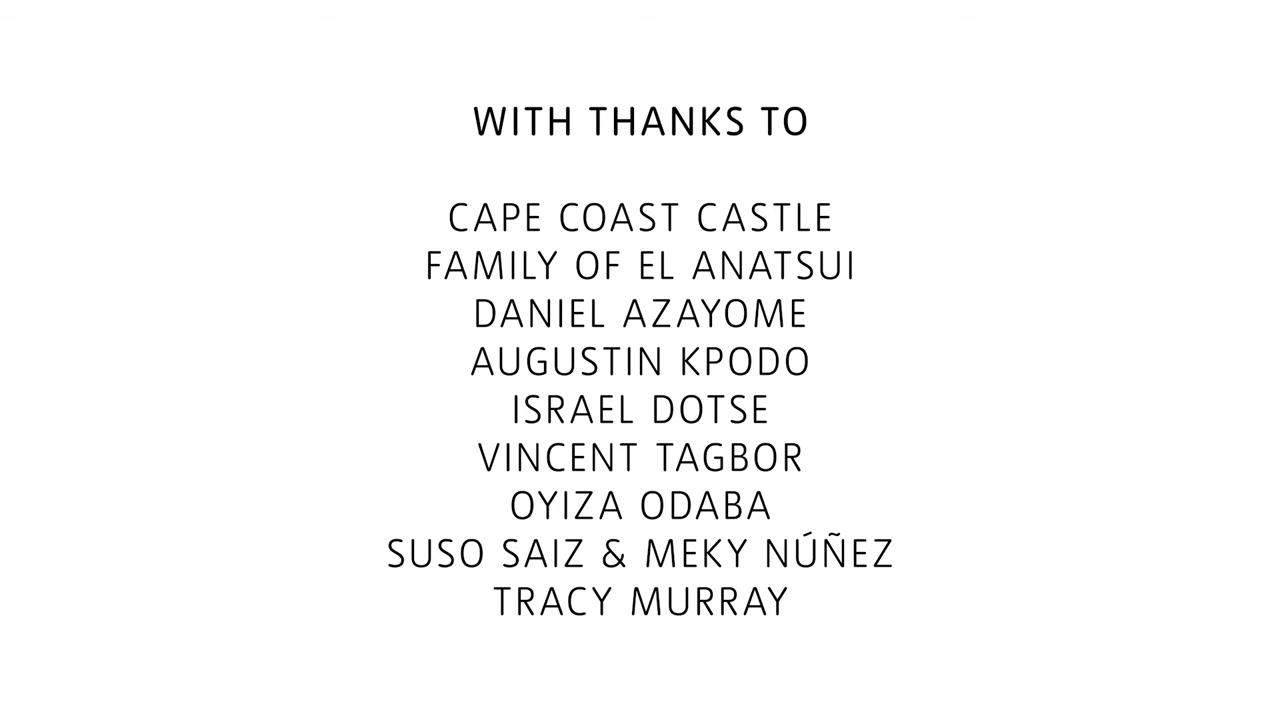 WITH THANKS TO
CAPE COAST CASTLE
FAMILY OF EL ANATSUI
DANIEL AZAYOME
AUGUSTIN KPODO
ISRAEL DOTSE
VINCENT TAGBOR
OYIZA ODABA
SUSO SAIZ & MEKY NÚÑEZ
TRACY MURRAY